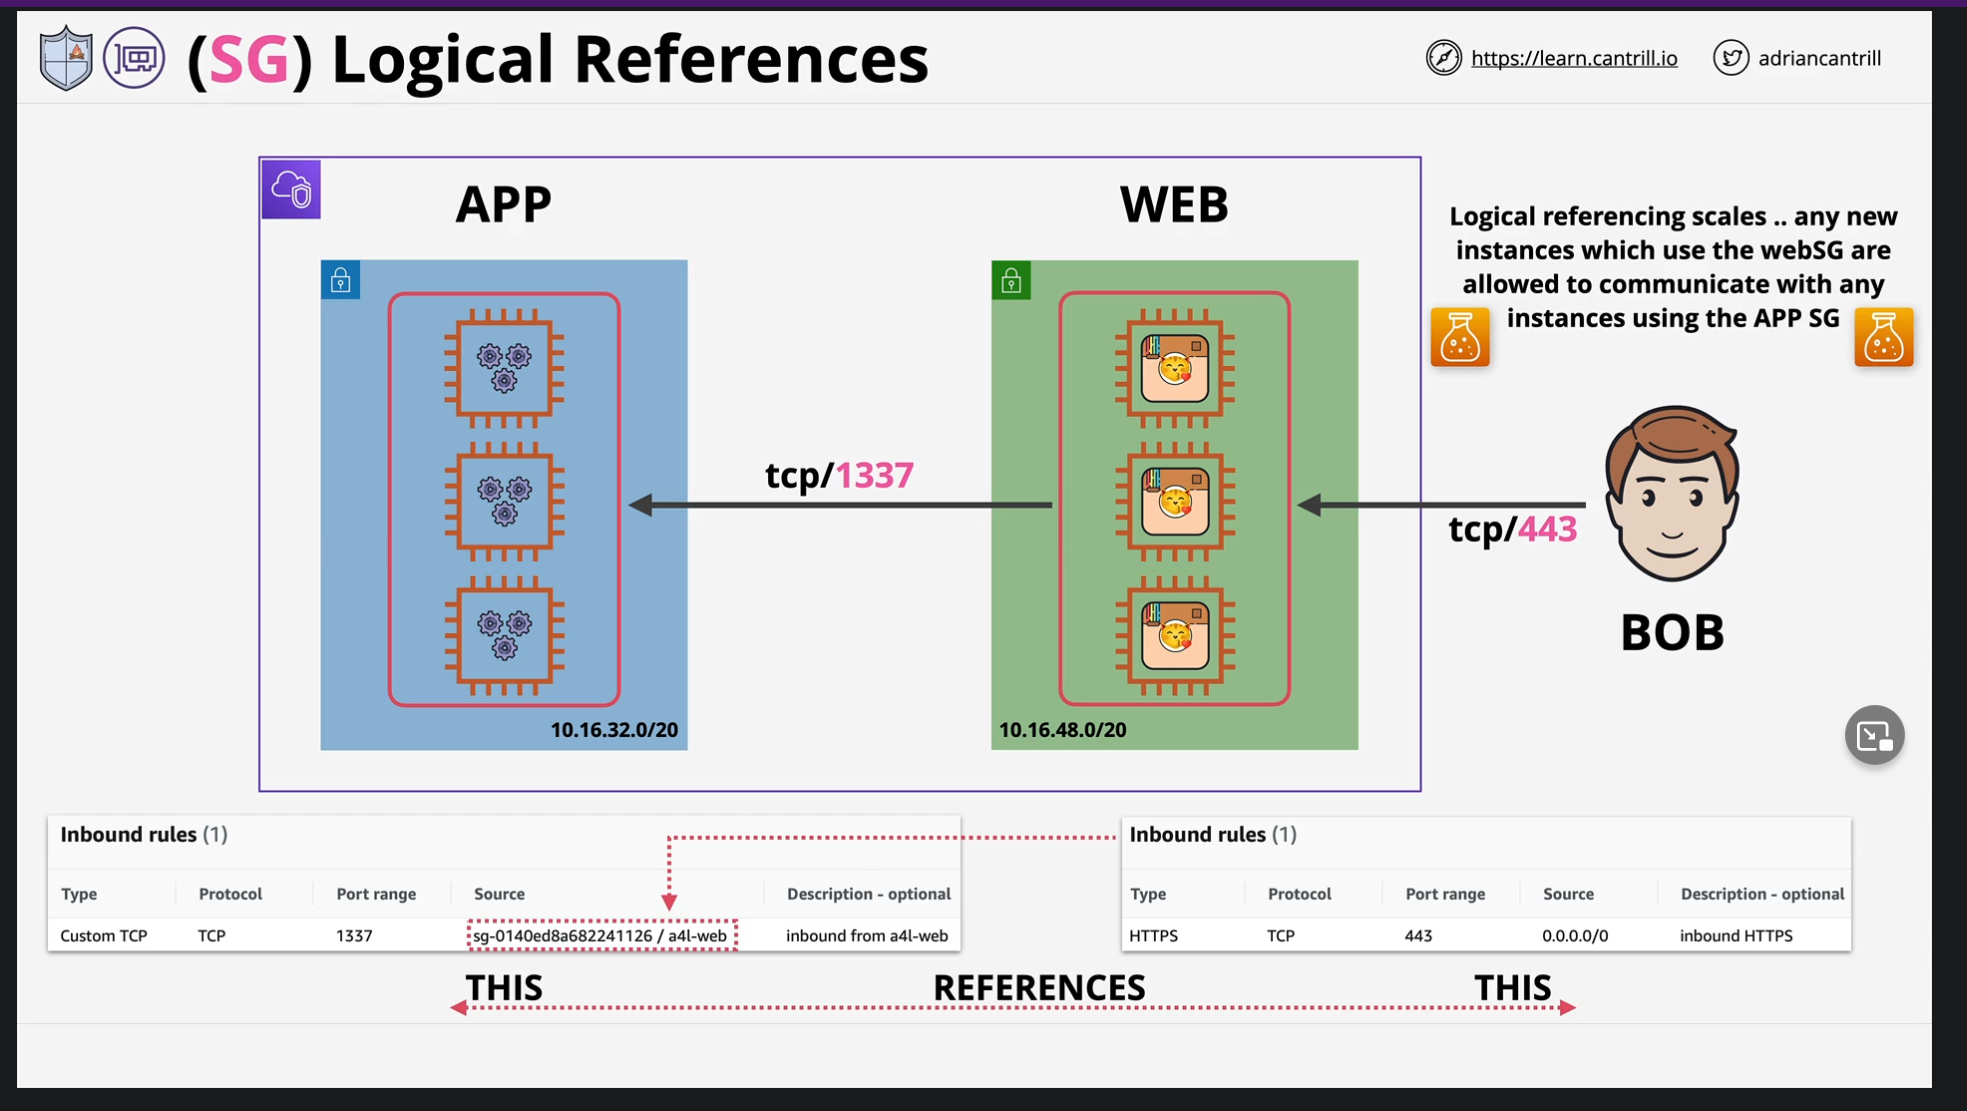 (SG) Logical References
https://learn.cantrill.io
adriancantrill
APP
WEB
Logical referencing scales .. any new
instances which use the webSG are
allowed to communicate with any
instances using the APP SG
tcp/1337
tcp/443
BOB
10.16.32.0/20
10.16.48.0/20
Inbound rules (1)
Type Protocol Port range Source Description - optional
Custom TCP TCP 1337 sg-0140ed8a682241126 / a4l-web inbound from a4l-web
Inbound rules (1)
Type Protocol Port range Source Description - optional
HTTPS TCP 443 0.0.0.0/0 inbound HTTPS
THIS REFERENCES THIS